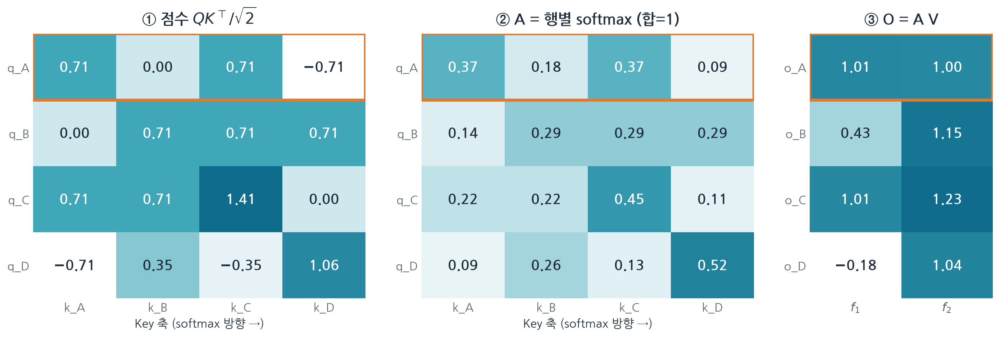 ① 점수 QK⊤/√2
q_A 0.71 0.00 0.71 −0.71
q_B 0.00 0.71 0.71 0.71
q_C 0.71 0.71 1.41 0.00
q_D −0.71 0.35 −0.35 1.06
k_A k_B k_C k_D
Key 축 (softmax 방향 →)
② A = 행별 softmax (합=1)
q_A 0.37 0.18 0.37 0.09
q_B 0.14 0.29 0.29 0.29
q_C 0.22 0.22 0.45 0.11
q_D 0.09 0.26 0.13 0.52
k_A k_B k_C k_D
Key 축 (softmax 방향 →)
③ O = A V
o_A 1.01 1.00
o_B 0.43 1.15
o_C 1.01 1.23
o_D −0.18 1.04
f₁ f₂